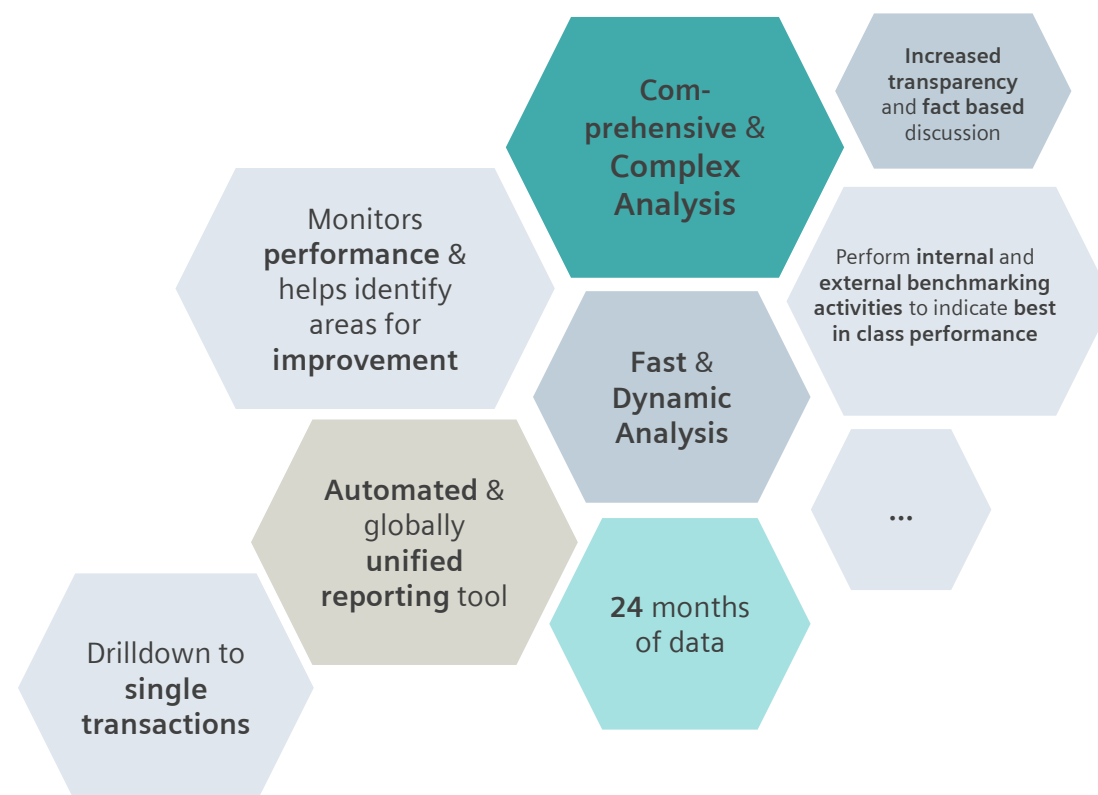 Com-
prehensive &
Complex
Analysis
Increased
transparency
and fact based
discussion
Monitors
performance &
helps identify
areas for
improvement
Perform internal and
external benchmarking
activities to indicate best
in class performance
Fast &
Dynamic
Analysis
Automated &
globally
unified
reporting tool
...
24 months
of data
Drilldown to
single
transactions